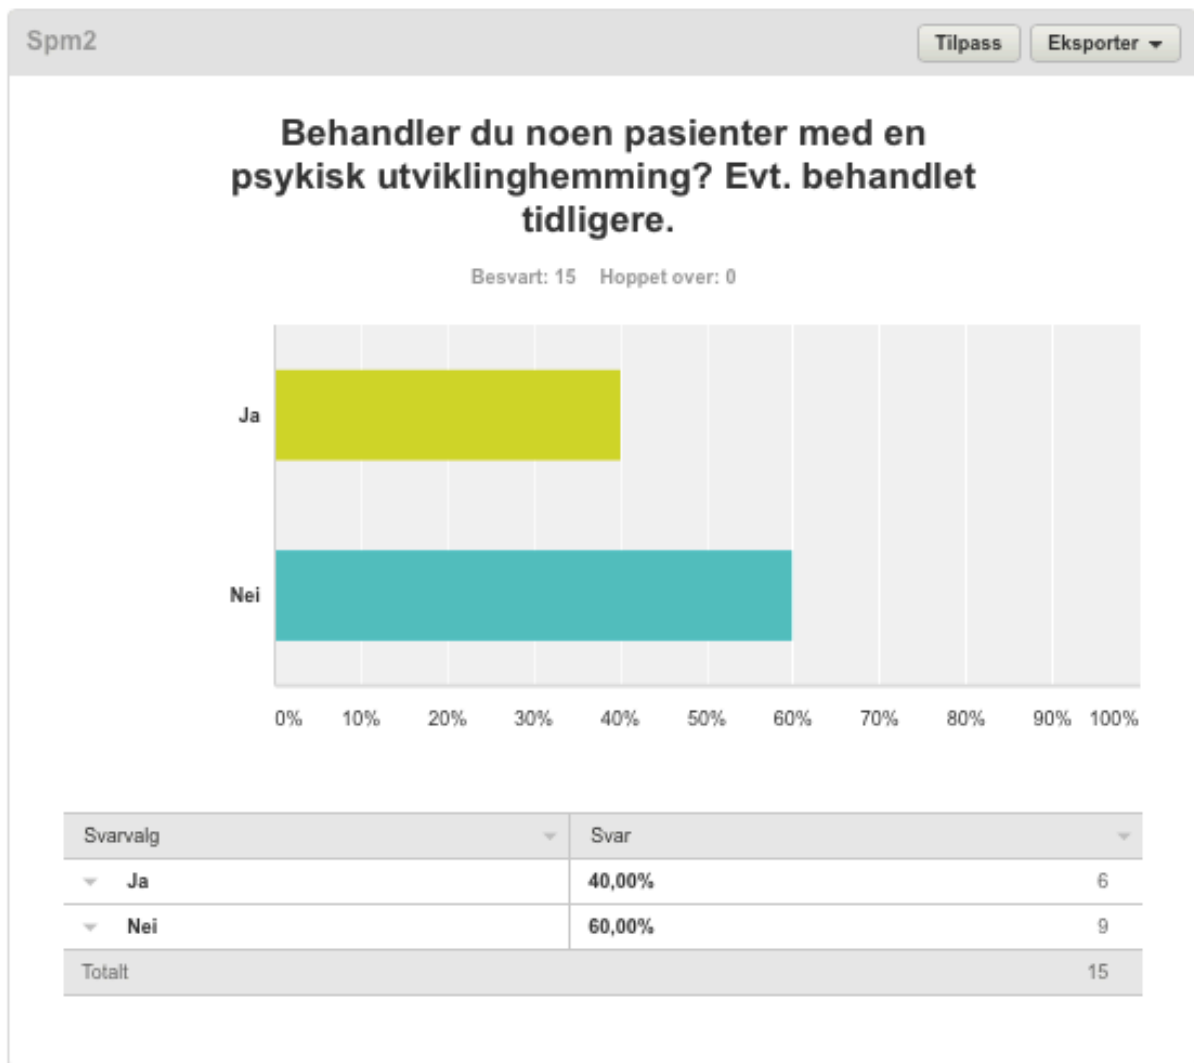 Spm2
Tilpass
Eksporter
Behandler du noen pasienter med en
psykisk utviklinghemming? Evt. behandlet
tidligere.
Besvart: 15 Hoppet over: 0
Ja
Nei
0% 10% 20% 30% 40% 50% 60% 70% 80% 90% 100%
Svarvalg Svar
Ja 40,00% 6
Nei 60,00% 9
Totalt 15